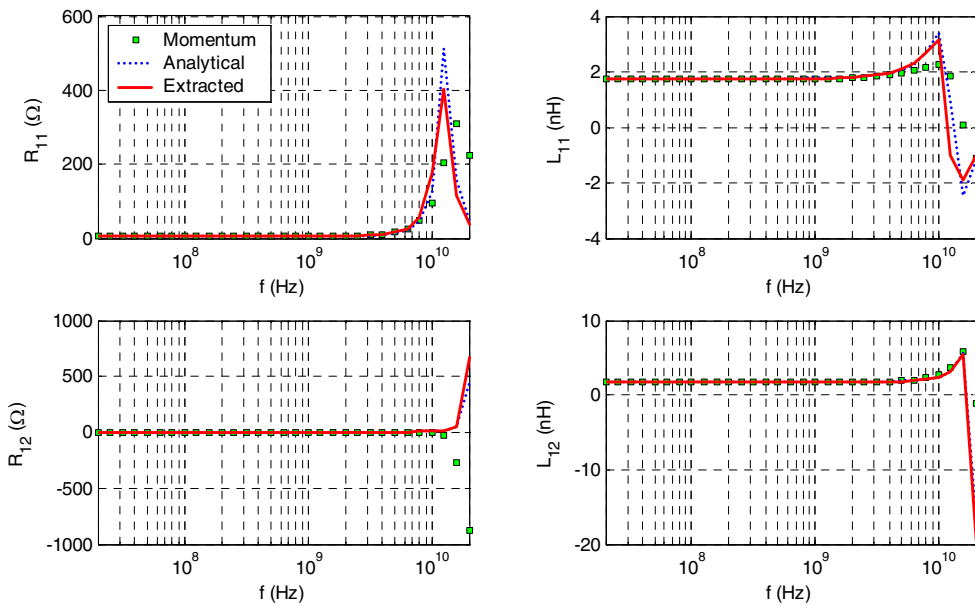 600
400
200
0
R11 (Ω)
Momentum
Analytical
Extracted
10^8
10^9
10^10
f (Hz)
4
2
0
-2
-4
L11 (nH)
10^8
10^9
10^10
f (Hz)
1000
500
0
-500
-1000
R12 (Ω)
10^8
10^9
10^10
f (Hz)
10
0
-10
-20
L12 (nH)
10^8
10^9
10^10
f (Hz)